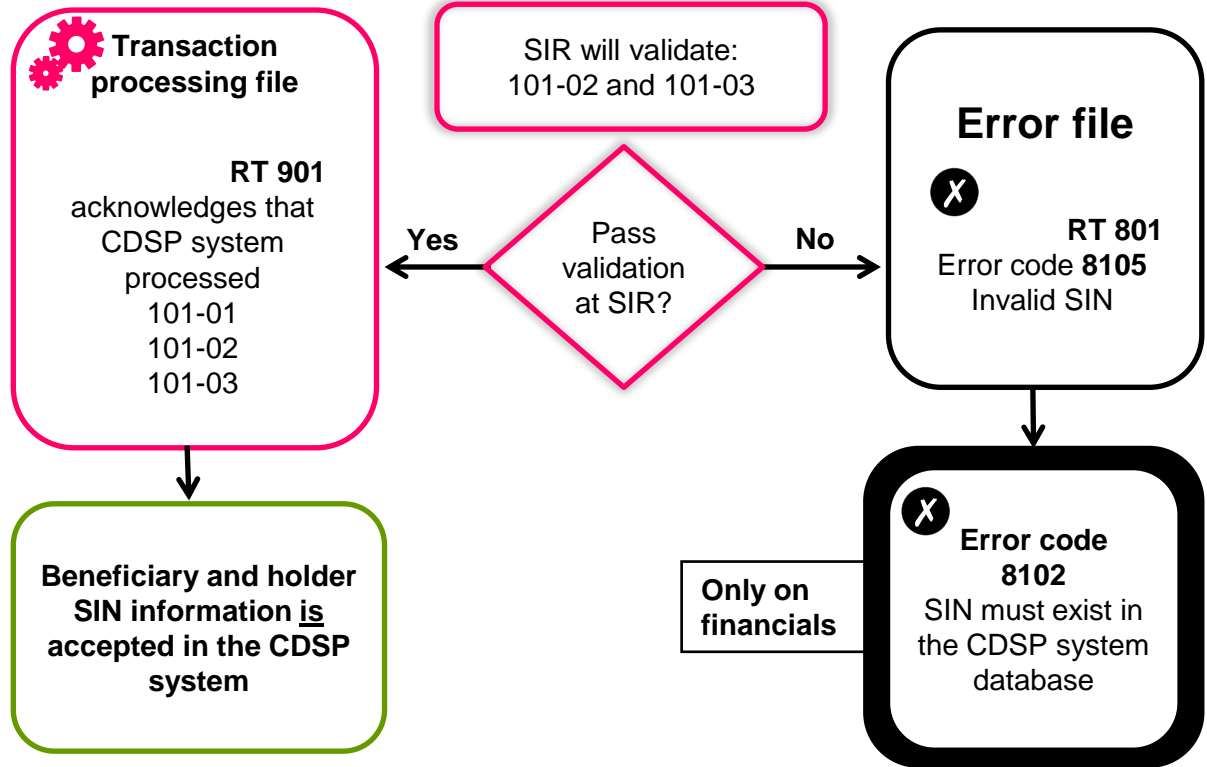 Transaction
processing file
RT 901
acknowledges that
CDSP system
processed
101-01
101-02
101-03
SIR will validate:
101-02 and 101-03
Yes
Pass
validation
at SIR?
No
Error file
✗
RT 801
Error code 8105
Invalid SIN
Beneficiary and holder
SIN information is
accepted in the CDSP
system
Only on
financials
✗
Error code
8102
SIN must exist in
the CDSP system
database